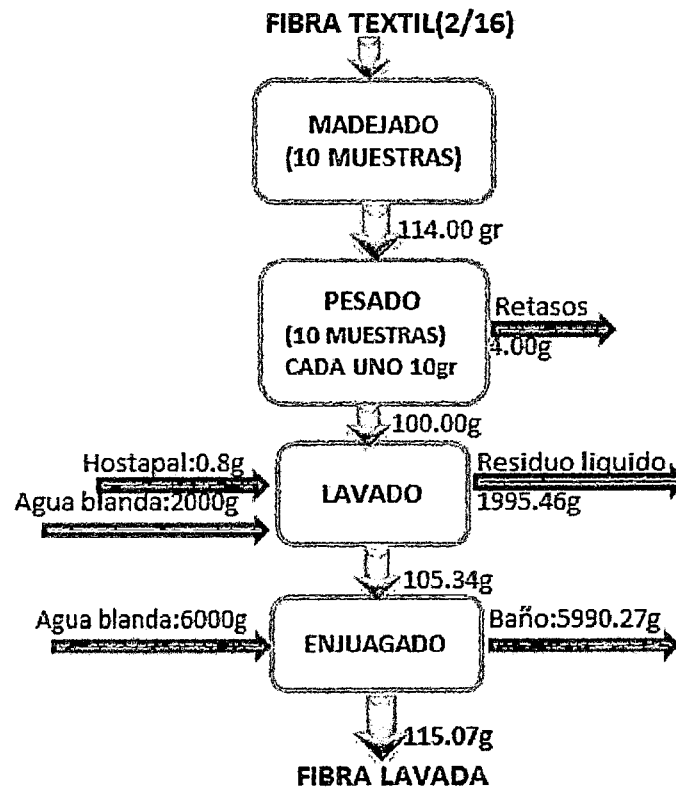 FIBRA TEXTIL(2/16)
MADEJADO
(10 MUESTRAS)
114.00 gr
PESADO
(10 MUESTRAS)
CADA UNO 10gr
Retasos
4.00g
100.00g
Hostapal:0.8g
Agua blanda:2000g
LAVADO
Residuo liquido
1995.46g
105.34g
Agua blanda:6000g
ENJUAGADO
Baño:5990.27g
115.07g
FIBRA LAVADA